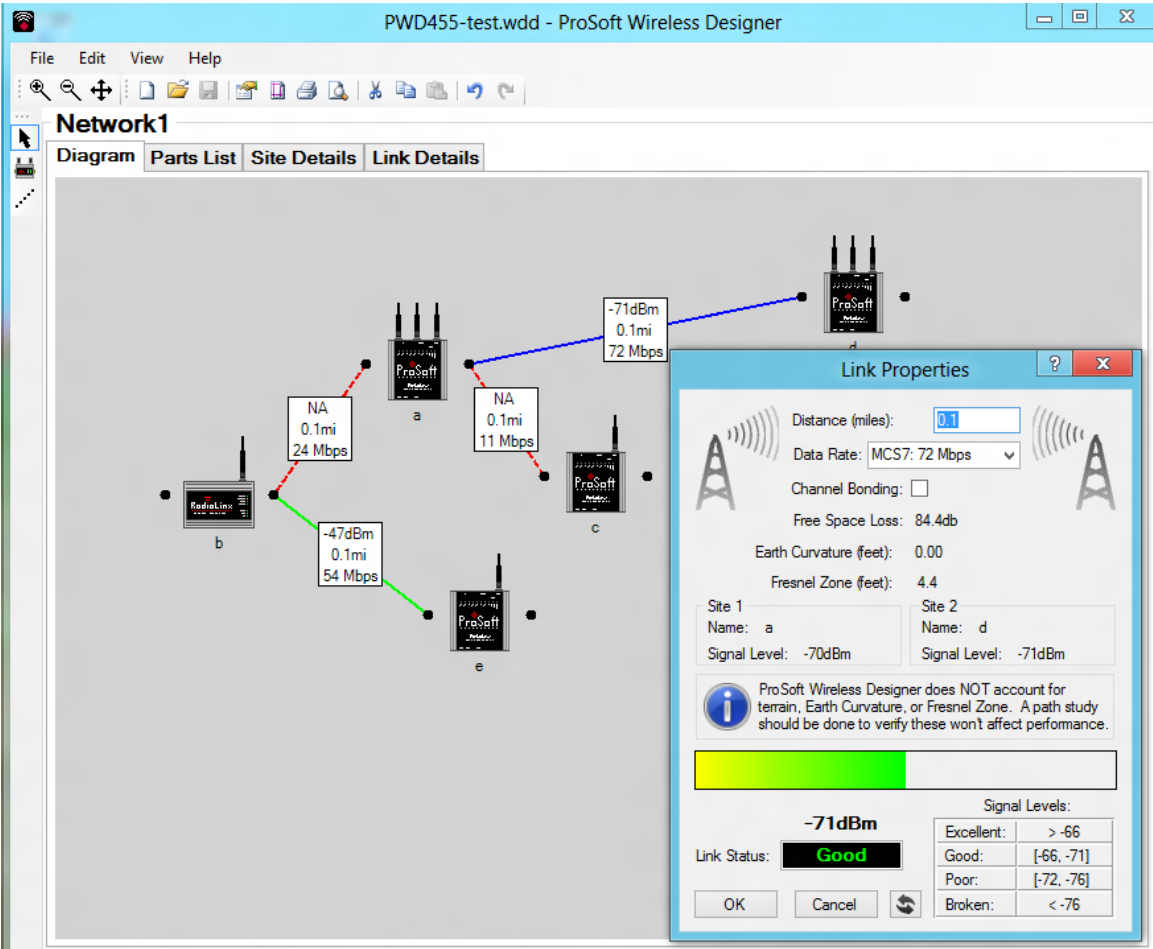 PWD455-test.wdd - ProSoft Wireless Designer
File Edit View Help
Network1
Diagram Parts List Site Details Link Details
-71dBm
0.1mi
72 Mbps
ProSoft
d
ProSoft
a
NA
0.1mi
24 Mbps
NA
0.1mi
11 Mbps
RadioLinx
b
ProSoft
c
-47dBm
0.1mi
54 Mbps
ProSoft
e
Link Properties
Distance (miles): 0.1
Data Rate: MCS7: 72 Mbps
Channel Bonding:
Free Space Loss: 84.4db
Earth Curvature (feet): 0.00
Fresnel Zone (feet): 4.4
Site 1
Name: a
Signal Level: -70dBm
Site 2
Name: d
Signal Level: -71dBm
ProSoft Wireless Designer does NOT account for
terrain, Earth Curvature, or Fresnel Zone. A path study
should be done to verify these won't affect performance.
-71dBm
Link Status: Good
Signal Levels:
Excellent: > -66
Good: [-66, -71]
Poor: [-72, -76]
Broken: < -76
OK Cancel